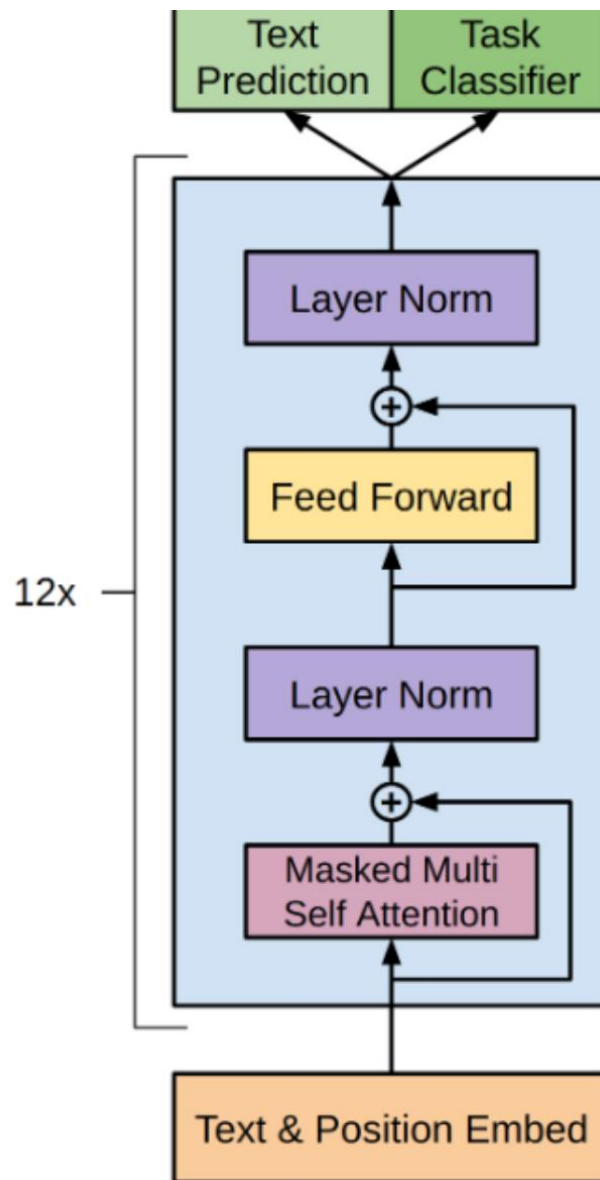 Text
Prediction
Task
Classifier
Layer Norm
+
Feed Forward
12x
Layer Norm
+
Masked Multi
Self Attention
Text & Position Embed